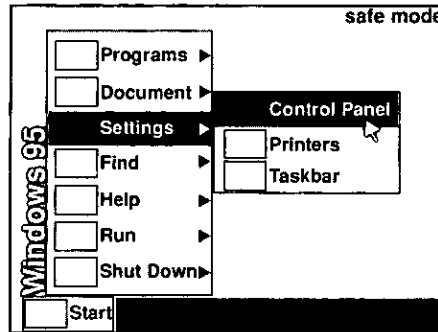 safe mode
Programs
Document
Settings
Find
Help
Run
Shut Down
Control Panel
Printers
Taskbar
Windows 95
Start